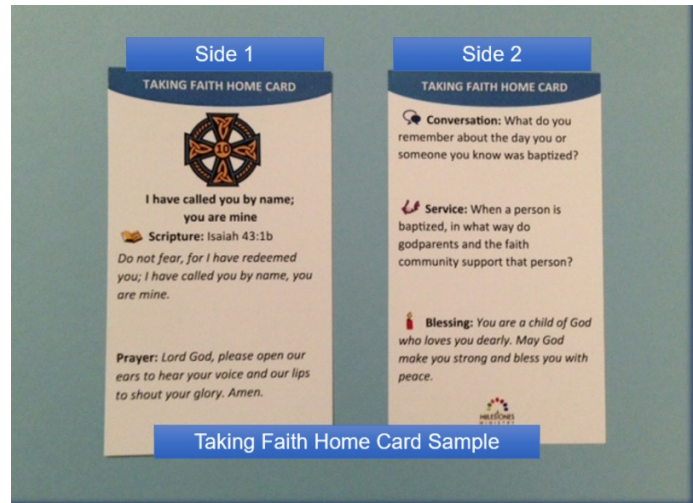 Side 1
TAKING FAITH HOME CARD
10
I have called you by name;
you are mine
Scripture: Isaiah 43:1b
Do not fear, for I have redeemed
you; I have called you by name, you
are mine.
Prayer: Lord God, please open our
ears to hear your voice and our lips
to shout your glory. Amen.
Side 2
TAKING FAITH HOME CARD
Conversation: What do you
remember about the day you or
someone you know was baptized?
Service: When a person is
baptized, in what way do
godparents and the faith
community support that person?
Blessing: You are a child of God
who loves you dearly. May God
make you strong and bless you with
peace.
MILESTONES
MINISTRY
Taking Faith Home Card Sample